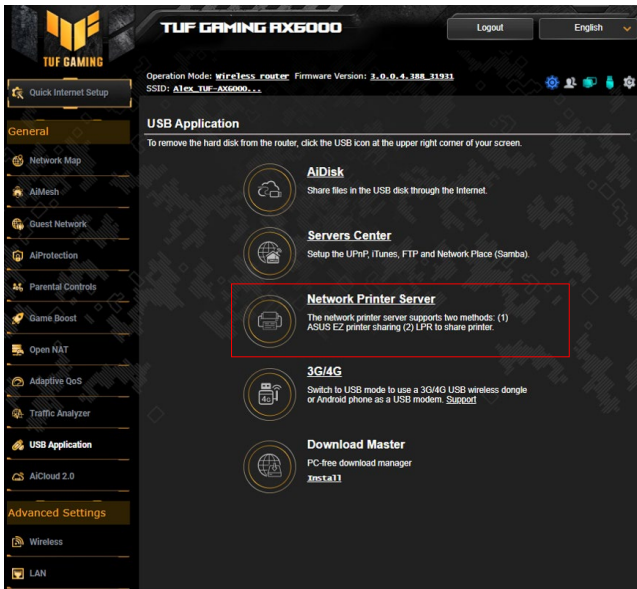 TUF GAMING
TUF GAMING AX6000
Logout
English
Operation Mode: Wireless router Firmware Version: 3.0.0.4.388_31931
SSID: Alex_TUF-AX6000...
Quick Internet Setup
General
Network Map
AiMesh
Guest Network
AiProtection
Parental Controls
Game Boost
Open NAT
Adaptive QoS
Traffic Analyzer
USB Application
AiCloud 2.0
Advanced Settings
Wireless
LAN
USB Application
To remove the hard disk from the router, click the USB icon at the upper right corner of your screen.
AiDisk
Share files in the USB disk through the Internet.
Servers Center
Setup the UPnP, iTunes, FTP and Network Place (Samba).
Network Printer Server
The network printer server supports two methods: (1)
ASUS EZ printer sharing (2) LPR to share printer.
3G/4G
4G
Switch to USB mode to use a 3G/4G USB wireless dongle
or Android phone as a USB modem. Support
Download Master
PC-free download manager
Install